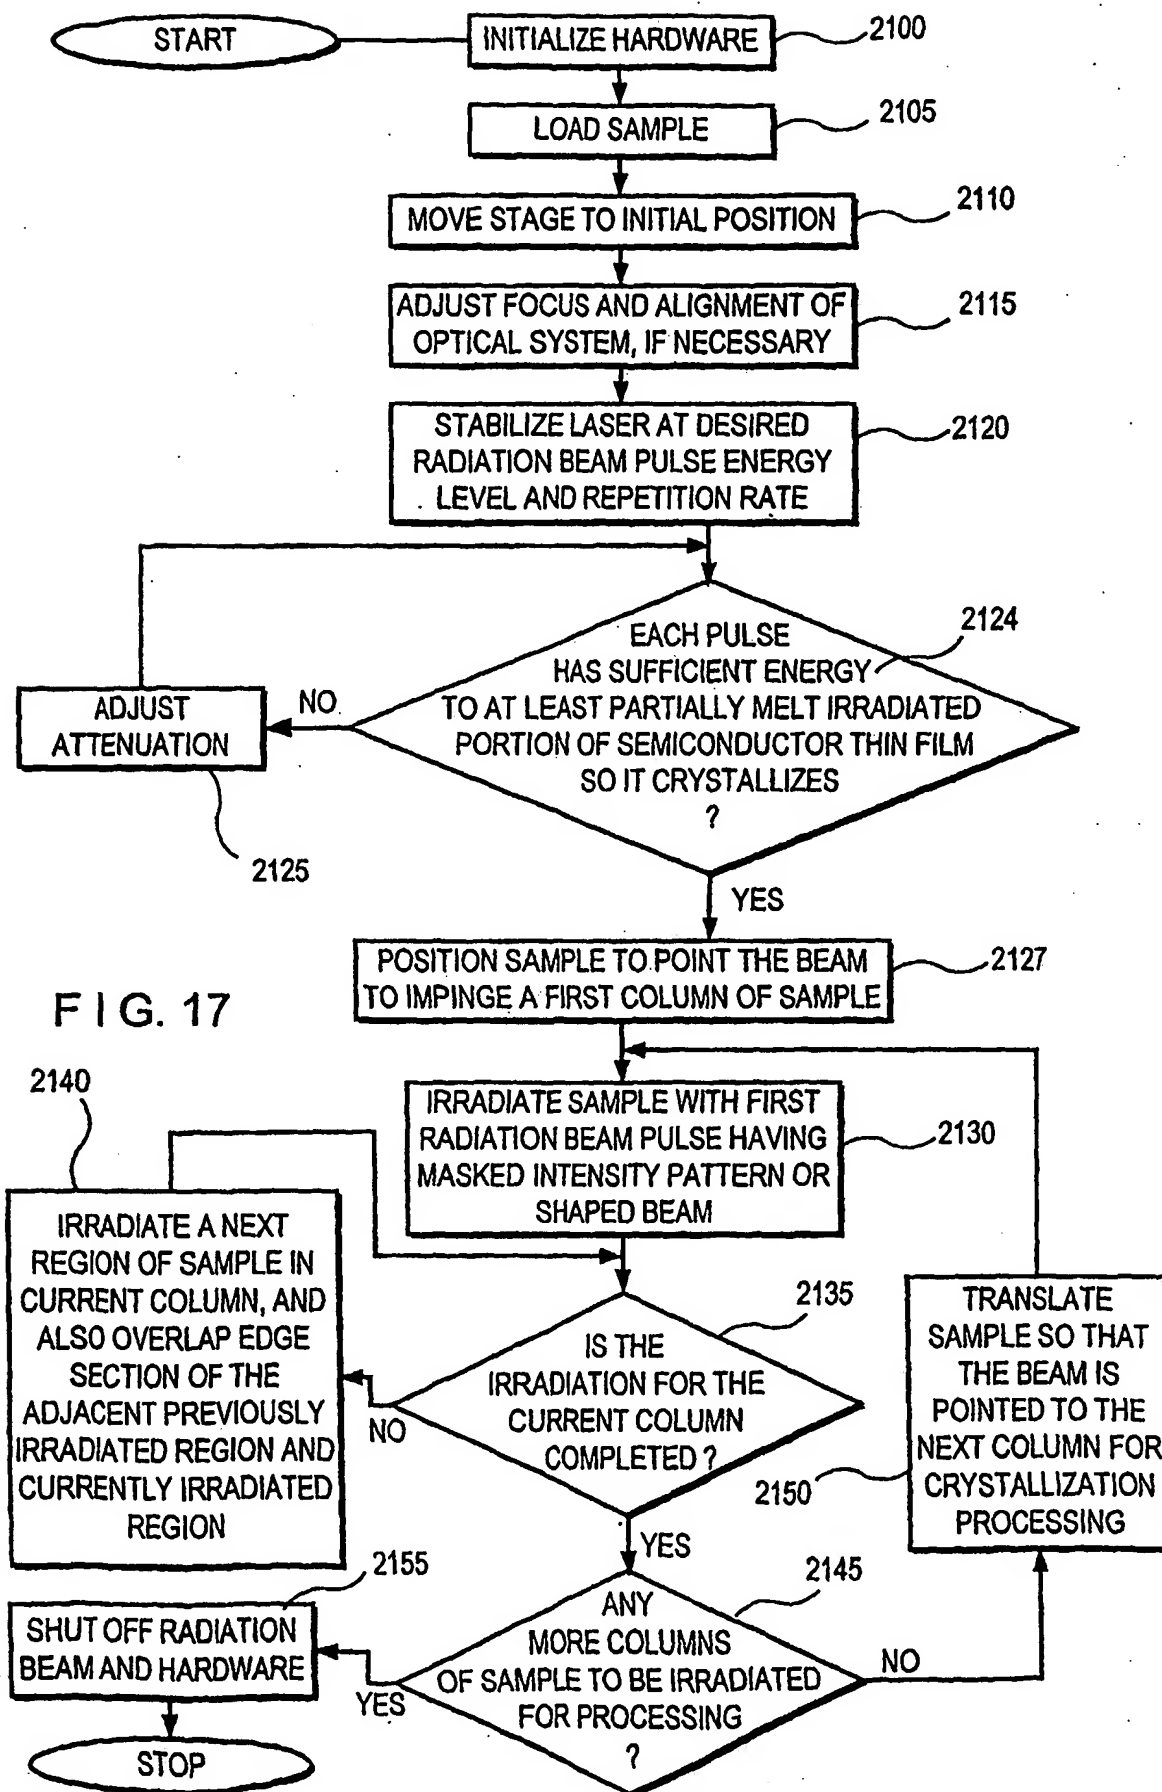 START
INITIALIZE HARDWARE
2100
LOAD SAMPLE
2105
MOVE STAGE TO INITIAL POSITION
2110
ADJUST FOCUS AND ALIGNMENT OF
OPTICAL SYSTEM, IF NECESSARY
2115
STABILIZE LASER AT DESIRED
RADIATION BEAM PULSE ENERGY
LEVEL AND REPETITION RATE
2120
EACH PULSE
HAS SUFFICIENT ENERGY
TO AT LEAST PARTIALLY MELT IRRADIATED
PORTION OF SEMICONDUCTOR THIN FILM
SO IT CRYSTALLIZES
?
2124
NO
ADJUST
ATTENUATION
2125
YES
POSITION SAMPLE TO POINT THE BEAM
TO IMPINGE A FIRST COLUMN OF SAMPLE
2127
FIG. 17
IRRADIATE SAMPLE WITH FIRST
RADIATION BEAM PULSE HAVING
MASKED INTENSITY PATTERN OR
SHAPED BEAM
2130
2140
IRRADIATE A NEXT
REGION OF SAMPLE IN
CURRENT COLUMN, AND
ALSO OVERLAP EDGE
SECTION OF THE
ADJACENT PREVIOUSLY
IRRADIATED REGION AND
CURRENTLY IRRADIATED
REGION
IS THE
IRRADIATION FOR THE
CURRENT COLUMN
COMPLETED ?
2135
NO
YES
TRANSLATE
SAMPLE SO THAT
THE BEAM IS
POINTED TO THE
NEXT COLUMN FOR
CRYSTALLIZATION
PROCESSING
2150
ANY
MORE COLUMNS
OF SAMPLE TO BE IRRADIATED
FOR PROCESSING
?
2145
NO
YES
2155
SHUT OFF RADIATION
BEAM AND HARDWARE
STOP